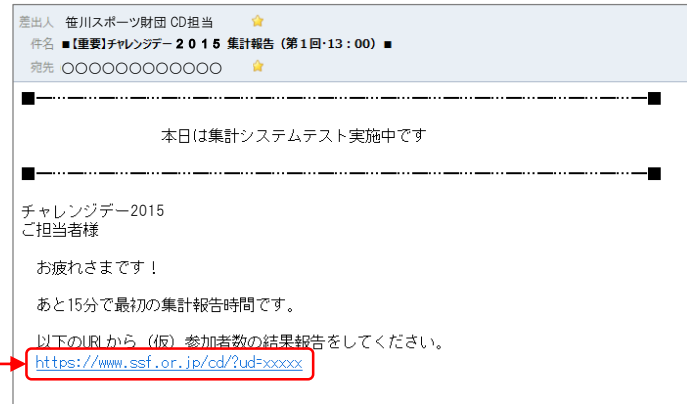 差出人 笹川スポーツ財団 CD担当
件名 ■【重要】チャレンジデー2015 集計報告（第1回・13：00）■
宛先 ○○○○○○○○○○○○
■━━…━━…━━…━━…━━…━━…━━…━━…━━…━━…━━…━━…━━■
本日は集計システムテスト実施中です
■━━…━━…━━…━━…━━…━━…━━…━━…━━…━━…━━…━━…━━■
チャレンジデー2015
ご担当者様
お疲れさまです！
あと15分で最初の集計報告時間です。
以下のURLから（仮）参加者数の結果報告をしてください。
https://www.ssf.or.jp/cd/?ud=xxxxx